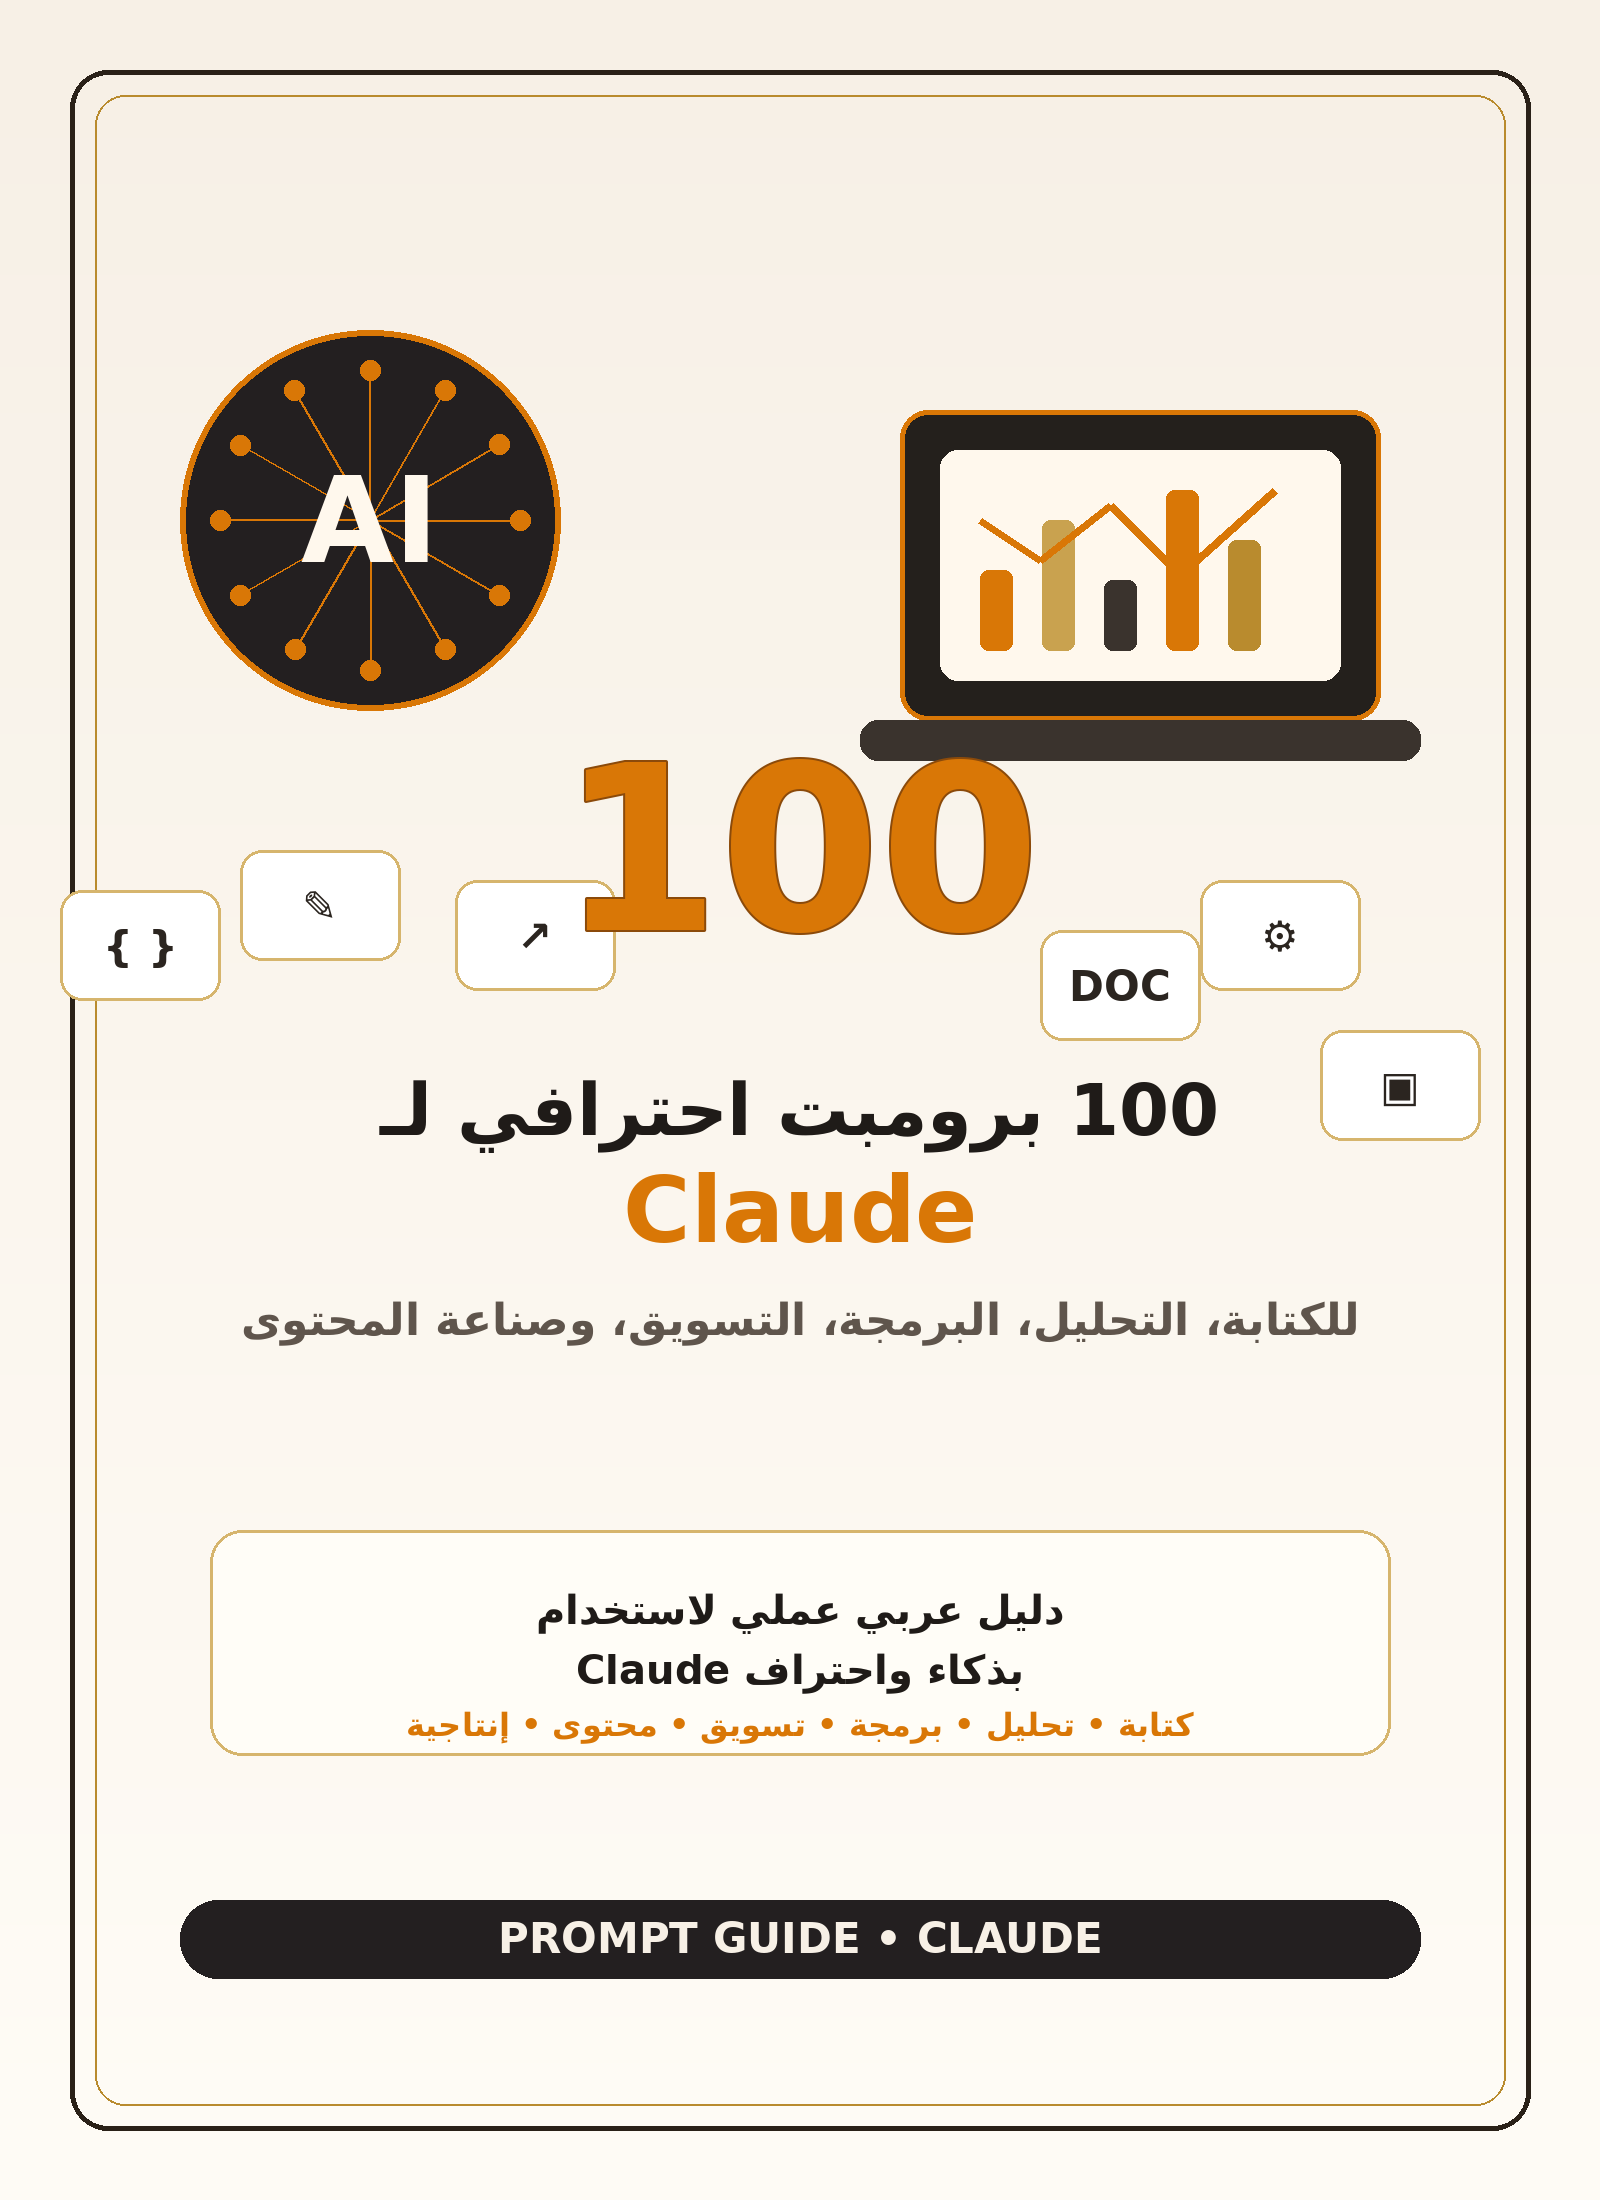 AI
100
{ }
DOC
100 برومبت احترافي لـ
Claude
للكتابة، التحليل، البرمجة، التسويق، وصناعة المحتوى
دليل عربي عملي لاستخدام
بذكاء واحتراف Claude
كتابة • تحليل • برمجة • تسويق • محتوى • إنتاجية
PROMPT GUIDE • CLAUDE